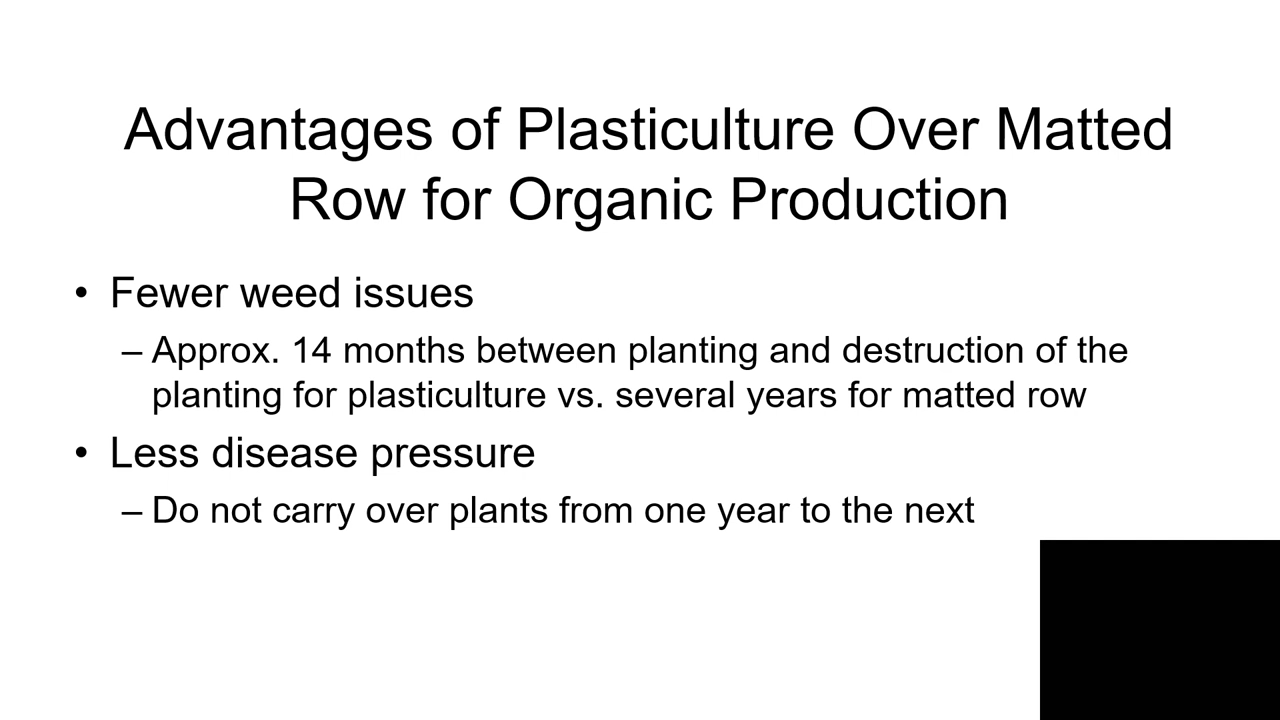 Advantages of Plasticulture Over Matted
Row for Organic Production
• Fewer weed issues
– Approx. 14 months between planting and destruction of the
planting for plasticulture vs. several years for matted row
• Less disease pressure
– Do not carry over plants from one year to the next